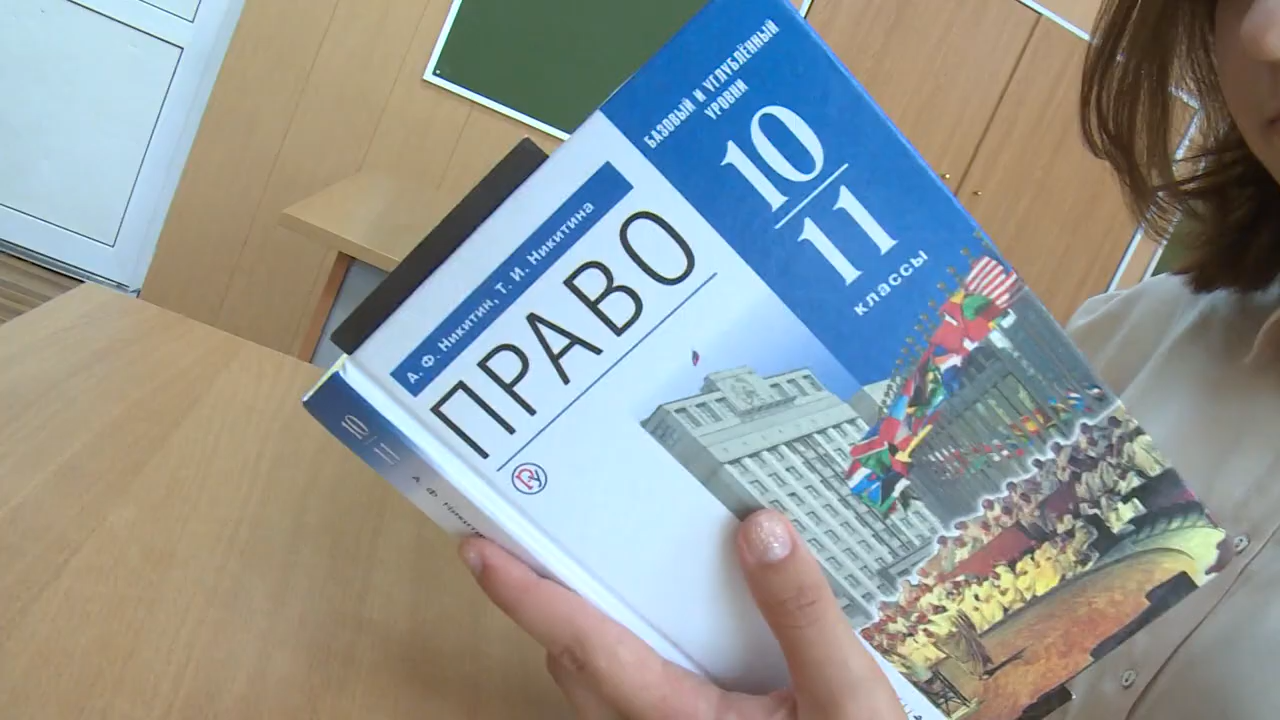 БАЗОВЫЙ И УГЛУБЛЁННЫЙ
УРОВНИ
10
11
классы
А. Ф. Никитин, Т. И. Никитина
ПРАВО
10
11
А. Ф.